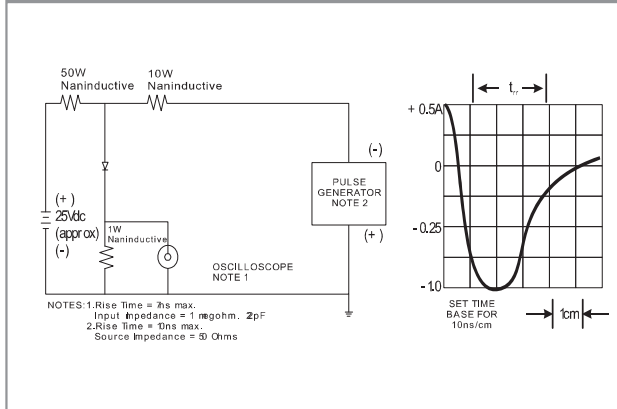 50W
Naninductive
10W
Naninductive
(+)
25Vdc
(approx)
(-)
1W
Naninductive
OSCILLOSCOPE
NOTE 1
(-)
PULSE
GENERATOR
NOTE 2
(+)
NOTES:1.Rise Time = 7ns max.
Input Impedance = 1 megohm. 22pF
2.Rise Time = 10ns max.
Source Impedance = 50 Ohms
trr
+ 0.5A
0
- 0.25
- 1.0
SET TIME
BASE FOR
10ns/cm
1cm